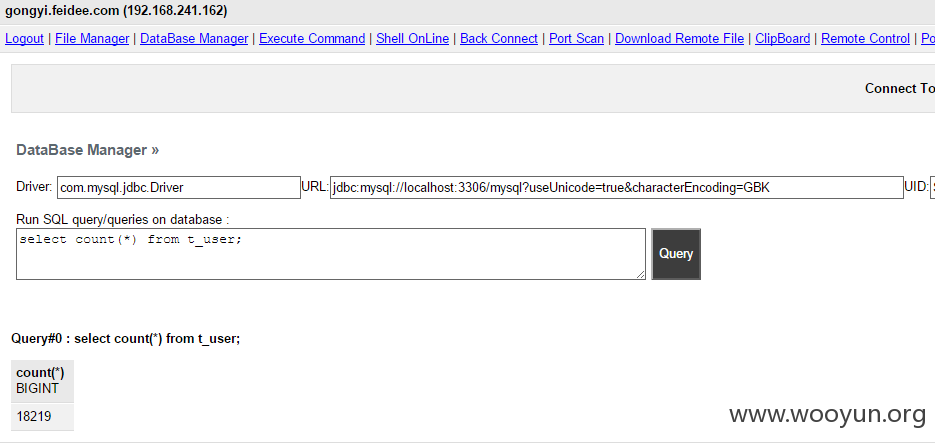 gongyi.feidee.com (192.168.241.162)
Logout | File Manager | DataBase Manager | Execute Command | Shell OnLine | Back Connect | Port Scan | Download Remote File | ClipBoard | Remote Control | Po
Connect To
DataBase Manager »
Driver: com.mysql.jdbc.Driver URL: jdbc:mysql://localhost:3306/mysql?useUnicode=true&characterEncoding=GBK UID:
Run SQL query/queries on database :
select count(*) from t_user;
Query
Query#0 : select count(*) from t_user;
count(*)
BIGINT
18219
www.wooyun.org